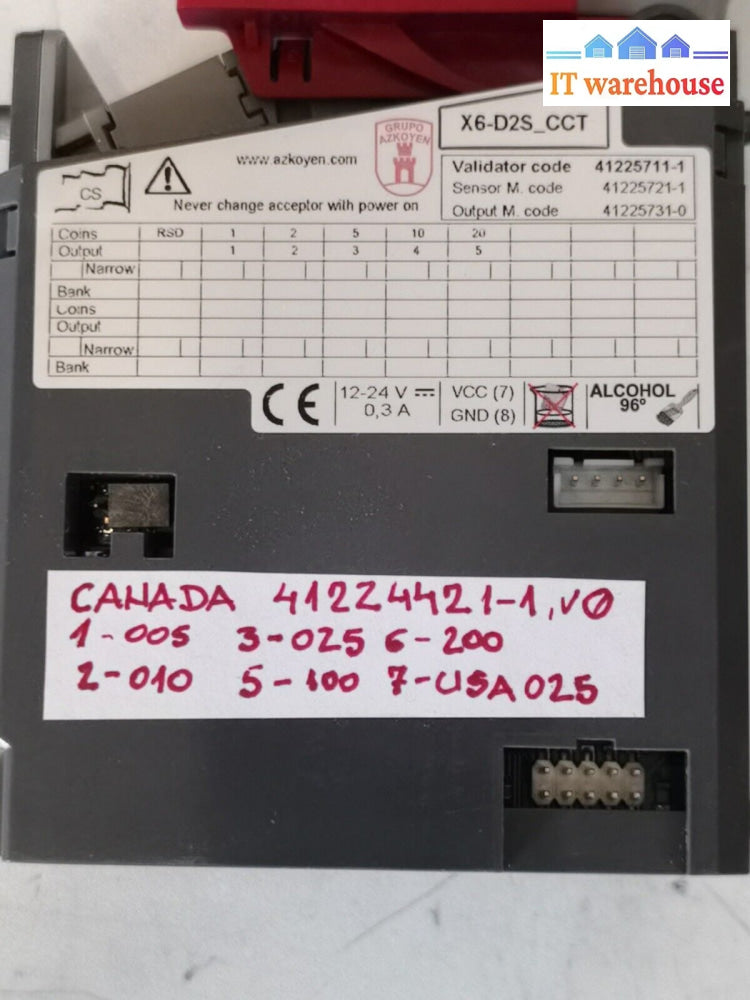 IT warehouse
X6-D2S_CCT
GRUPO
AZKOYEN
www.azkoyen.com
CS
Never change acceptor with power on
Validator code 41225711-1
Sensor M. code 41225721-1
Output M. code 41225731-0
Coins RSD 1 2 5 10 20
Output 1 2 3 4 5
Narrow
Bank
Coins
Output
Narrow
Bank
CE 12-24 V VCC (7) ALCOHOL
0,3 A GND (8) 96º
CANADA 41224421-1, V0
1-005 3-025 6-200
2-010 5-100 7-USA025